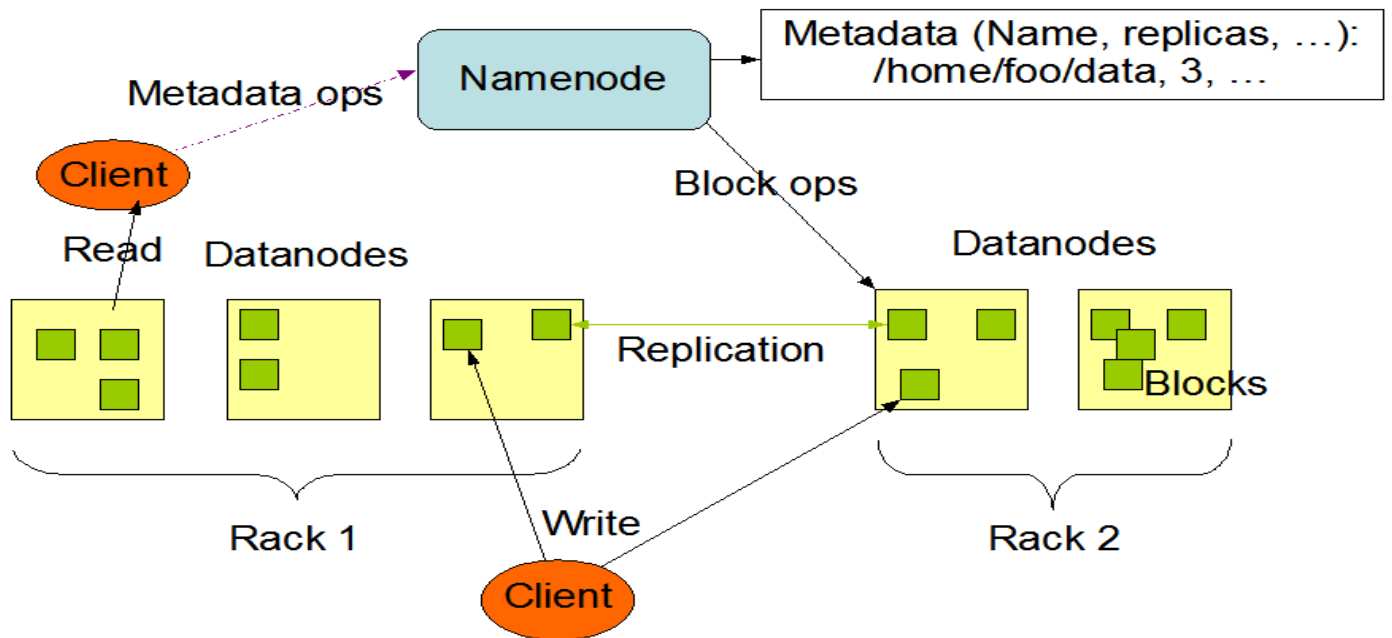 Metadata (Name, replicas, …):
/home/foo/data, 3, …
Namenode
Metadata ops
Client
Block ops
Read
Datanodes
Datanodes
Replication
Blocks
Rack 1
Write
Rack 2
Client